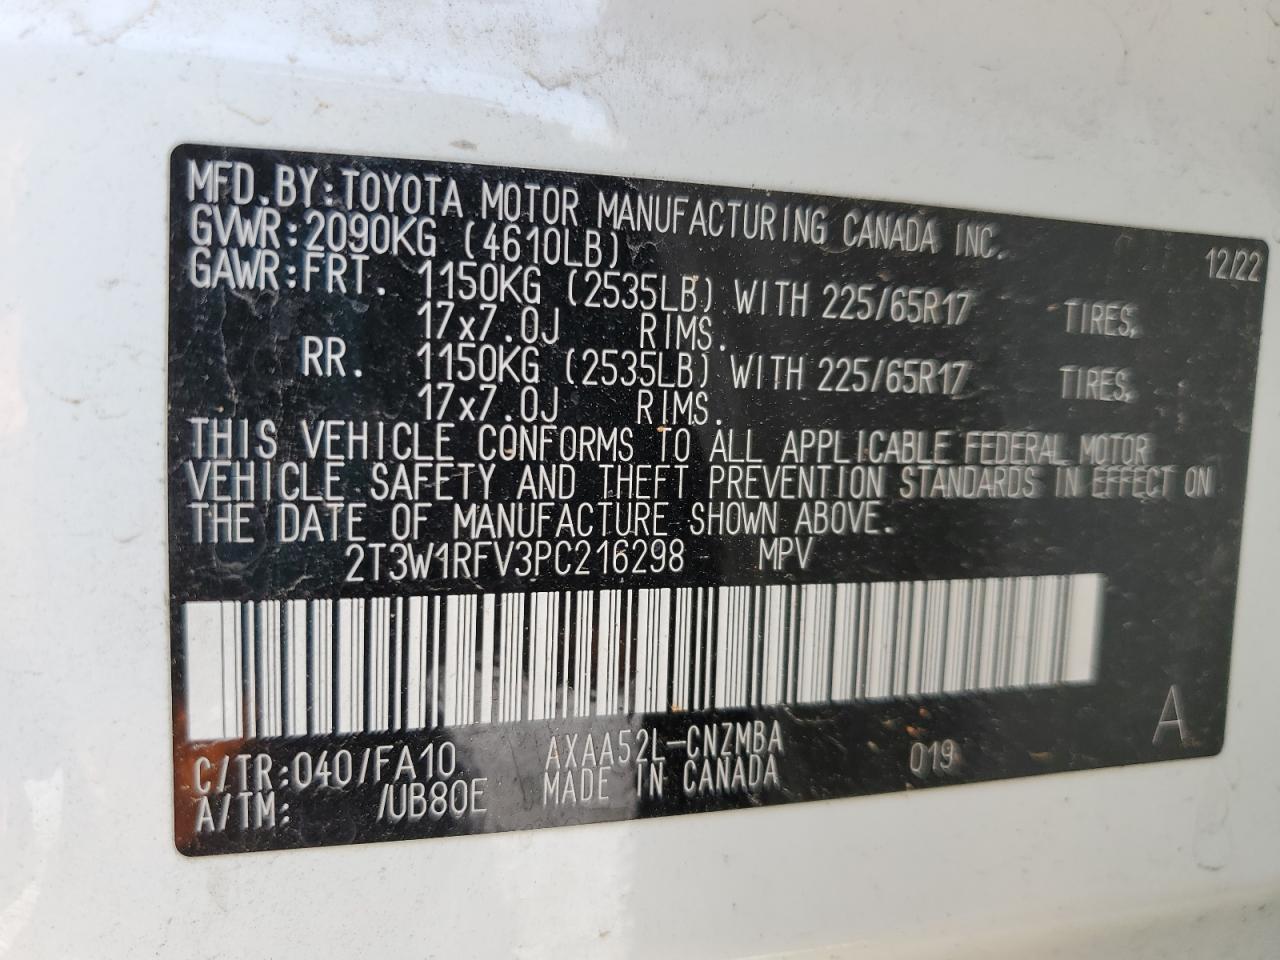 MFD.BY:TOYOTA MOTOR MANUFACTURING CANADA INC.
GVWR:2090KG (4610LB) 12/22
GAWR:FRT. 1150KG (2535LB) WITH 225/65R17 TIRES,
17x7.0J RIMS.
RR. 1150KG (2535LB) WITH 225/65R17 TIRES,
17x7.0J RIMS.
THIS VEHICLE CONFORMS TO ALL APPLICABLE FEDERAL MOTOR
VEHICLE SAFETY AND THEFT PREVENTION STANDARDS IN EFFECT ON
THE DATE OF MANUFACTURE SHOWN ABOVE.
2T3W1RFV3PC216298 MPV
A
C/TR:040/FA10 AXAA52L-CNZMBA 019
A/TM: /UB80E MADE IN CANADA